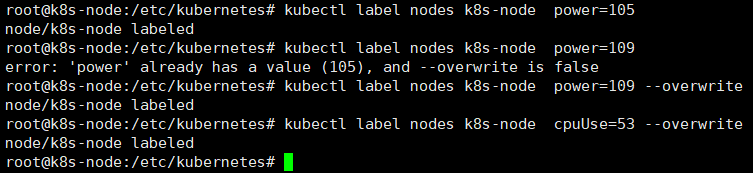 root@k8s-node:/etc/kubernetes# kubectl label nodes k8s-node  power=105
node/k8s-node labeled
root@k8s-node:/etc/kubernetes# kubectl label nodes k8s-node  power=109
error: 'power' already has a value (105), and --overwrite is false
root@k8s-node:/etc/kubernetes# kubectl label nodes k8s-node  power=109 --overwrite
node/k8s-node labeled
root@k8s-node:/etc/kubernetes# kubectl label nodes k8s-node  cpuUse=53 --overwrite
node/k8s-node labeled
root@k8s-node:/etc/kubernetes#